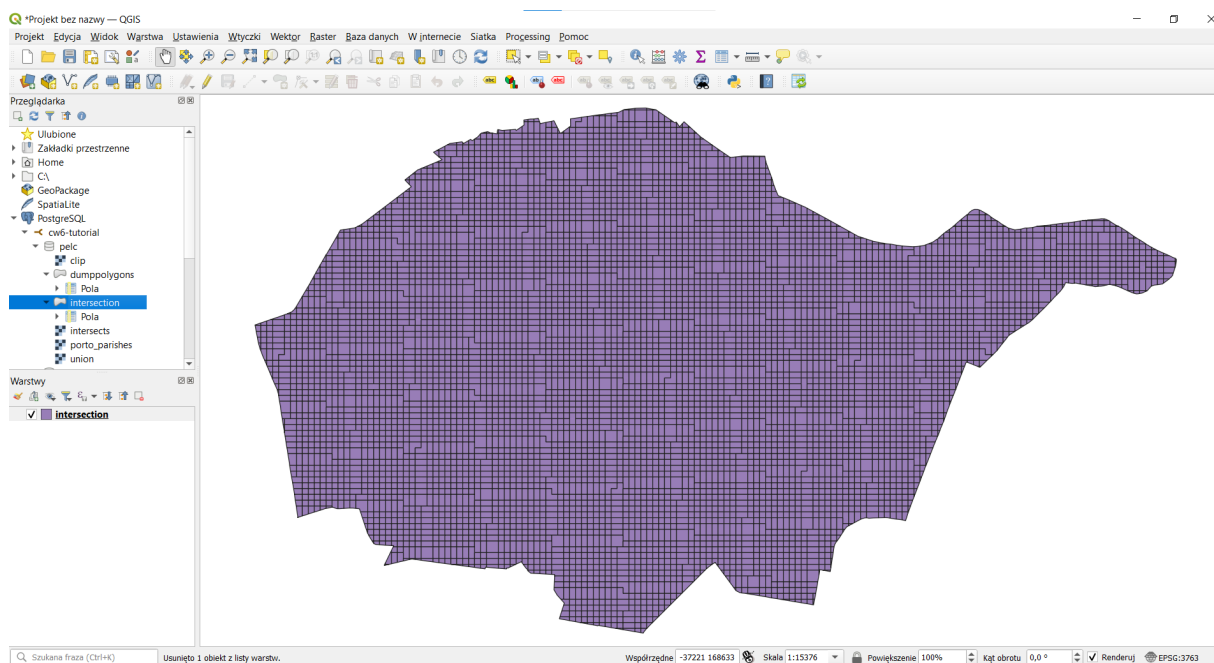 *Projekt bez nazwy — QGIS
Projekt Edycja Widok Warstwa Ustawienia Wtyczki Wektor Raster Baza danych W internecie Siatka Processing Pomoc
Przeglądarka
Ulubione
Zakładki przestrzenne
Home
C:\
GeoPackage
SpatiaLite
PostgreSQL
cw6-tutorial
pelc
clip
dumppolygons
Pola
intersection
Pola
intersects
porto_parishes
union
Warstwy
intersection
Szukana fraza (Ctrl+K) Usunięto 1 obiekt z listy warstw. Współrzędne -37221 168633 Skala 1:15376 Powiększenie 100% Kąt obrotu 0,0 ° Renderuj EPSG:3763